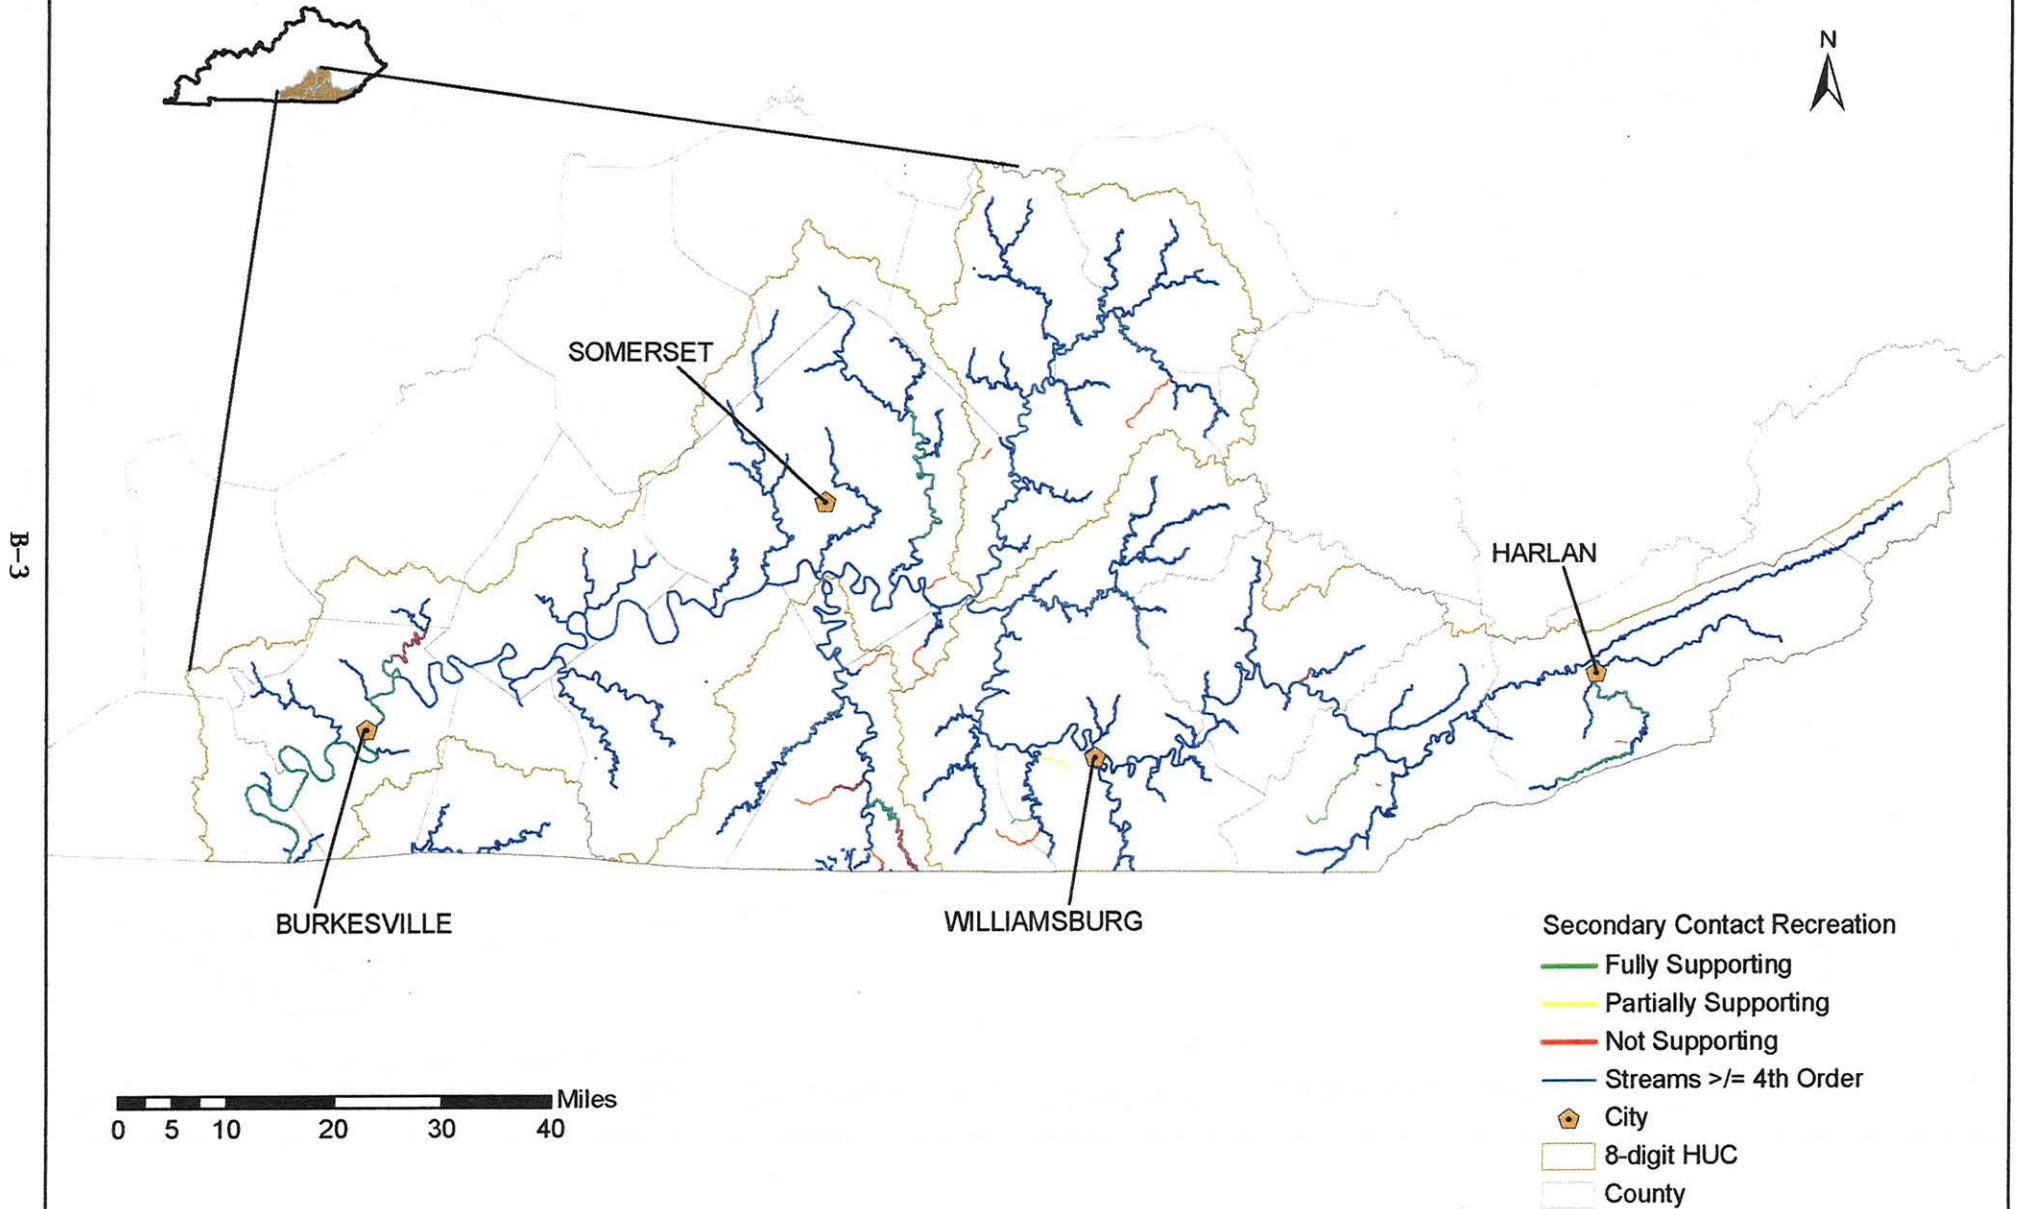 N
SOMERSET
HARLAN
B-3
BURKESVILLE
WILLIAMSBURG
Secondary Contact Recreation
Fully Supporting
Partially Supporting
Not Supporting
Streams >/= 4th Order
City
8-digit HUC
County
Miles
0 5 10 20 30 40